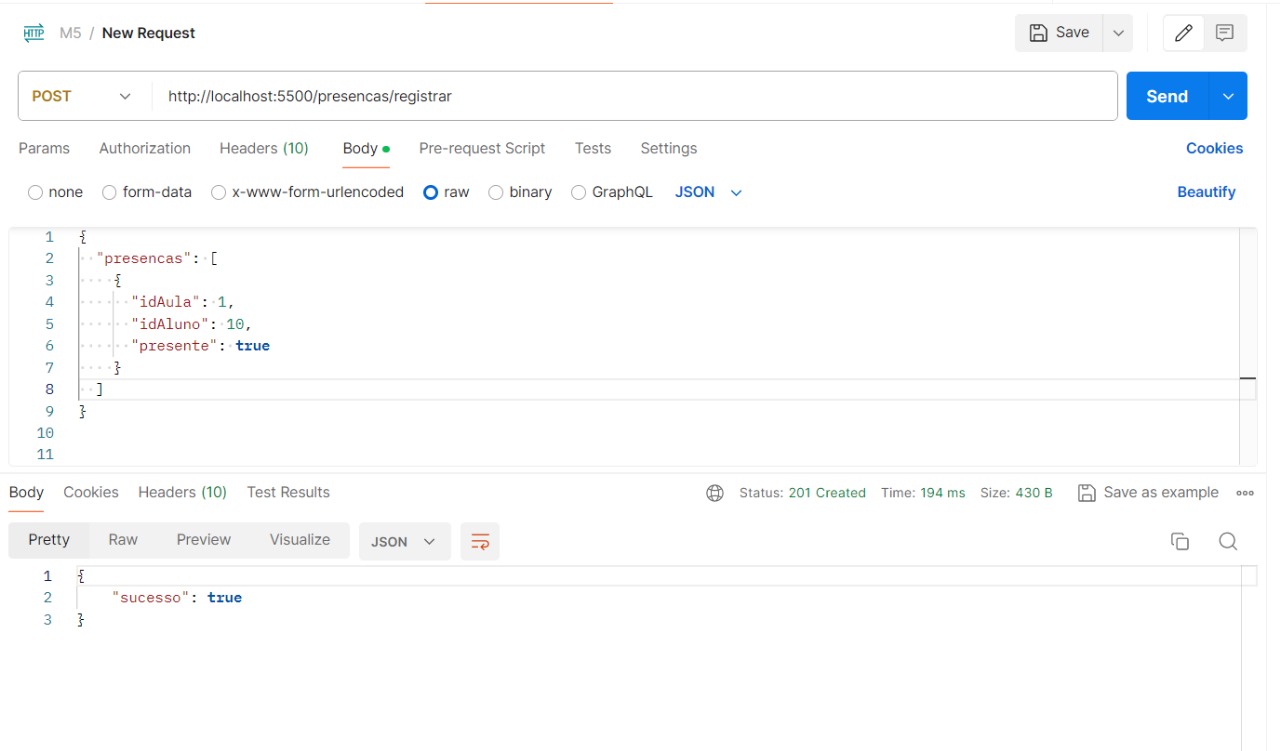 HTTP M5 / New Request Save
POST http://localhost:5500/presencas/registrar Send
Params Authorization Headers (10) Body Pre-request Script Tests Settings Cookies
none form-data x-www-form-urlencoded raw binary GraphQL JSON Beautify
1 {
2 "presencas": [
3 {
4 "idAula": 1,
5 "idAluno": 10,
6 "presente": true
7 }
8 ]
9 }
10
11
Body Cookies Headers (10) Test Results Status: 201 Created Time: 194 ms Size: 430 B Save as example
Pretty Raw Preview Visualize JSON
1 {
2 "sucesso": true
3 }